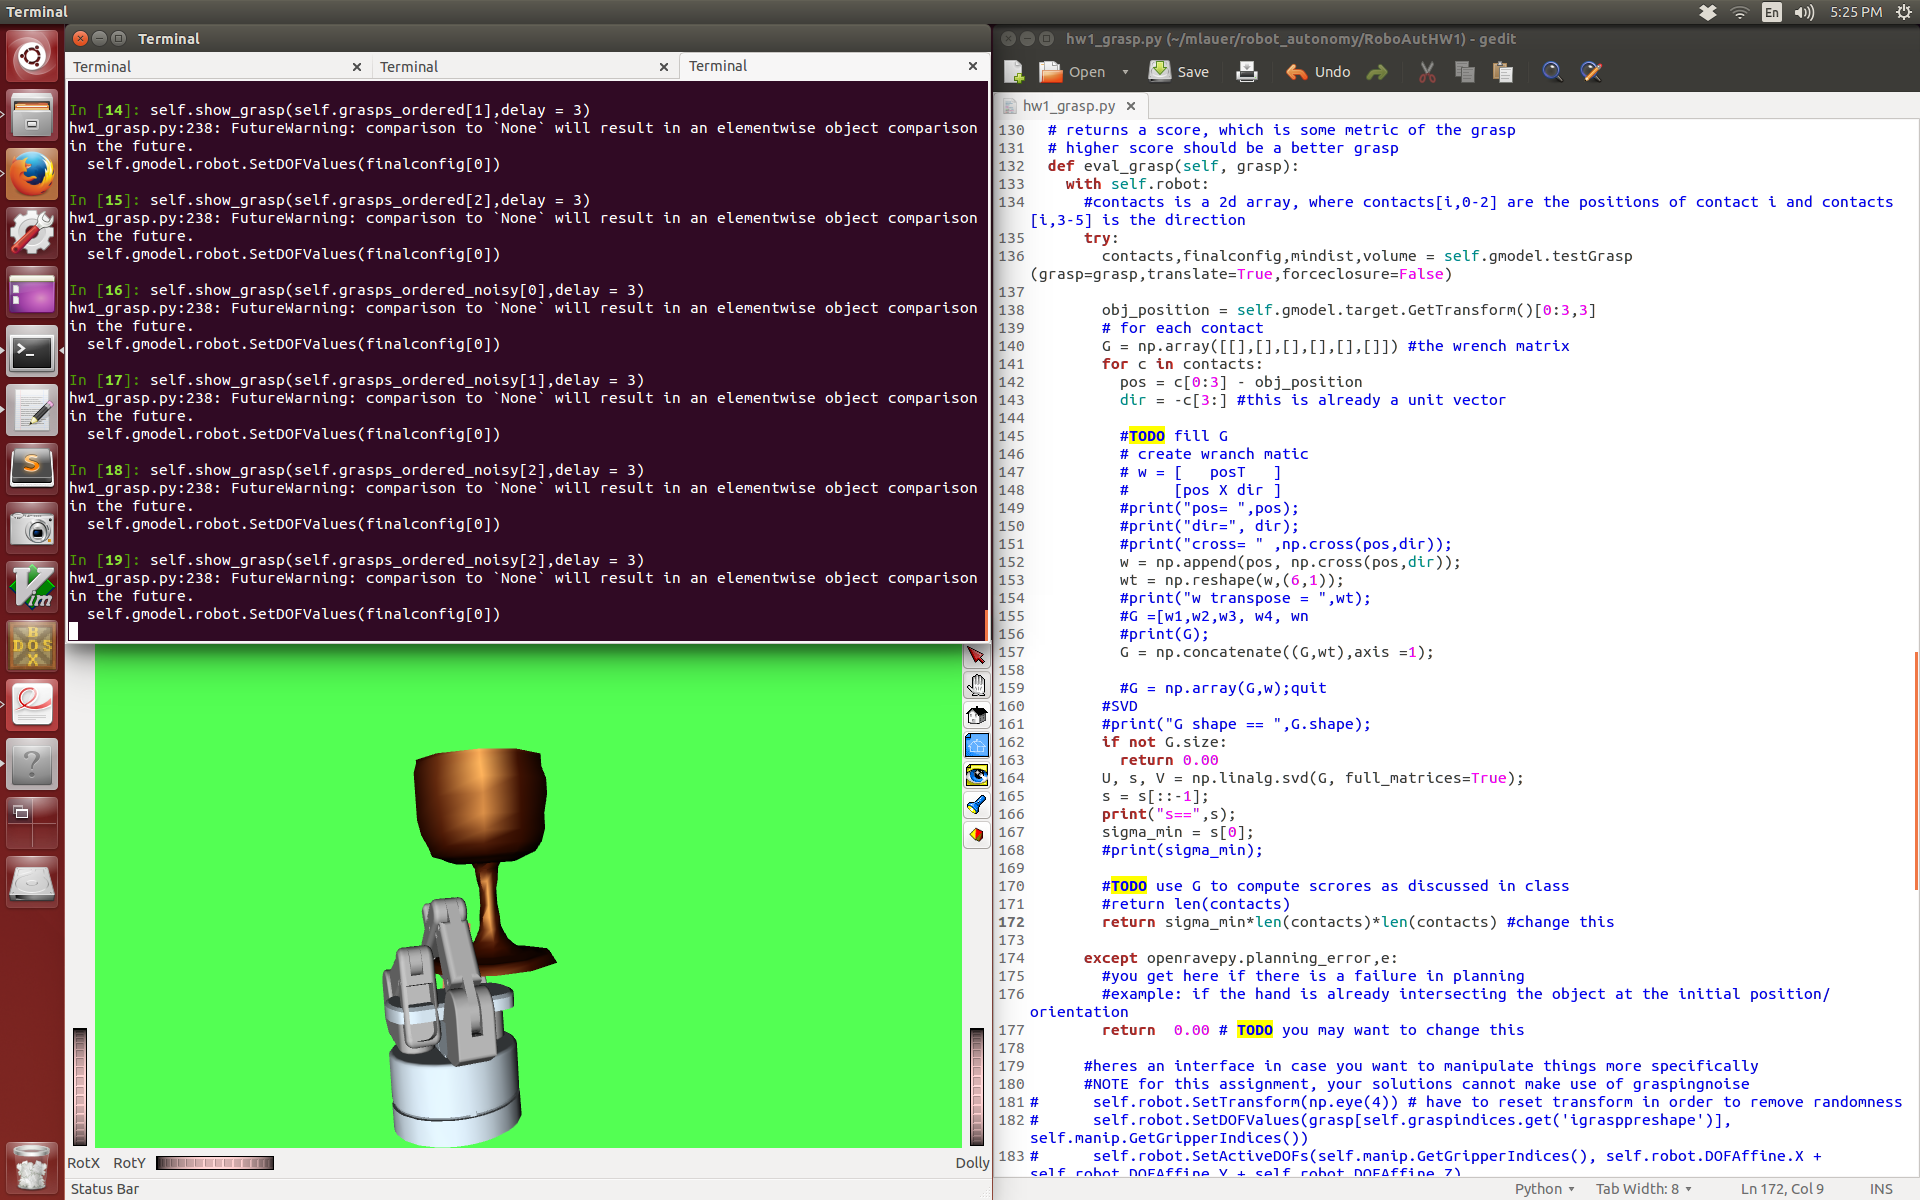 Terminal
En
5:25 PM
Terminal
Terminal
Terminal
Terminal
In [14]: self.show_grasp(self.grasps_ordered[1],delay = 3)
hw1_grasp.py:238: FutureWarning: comparison to `None` will result in an elementwise object comparison
in the future.
  self.gmodel.robot.SetDOFValues(finalconfig[0])
In [15]: self.show_grasp(self.grasps_ordered[2],delay = 3)
hw1_grasp.py:238: FutureWarning: comparison to `None` will result in an elementwise object comparison
in the future.
  self.gmodel.robot.SetDOFValues(finalconfig[0])
In [16]: self.show_grasp(self.grasps_ordered_noisy[0],delay = 3)
hw1_grasp.py:238: FutureWarning: comparison to `None` will result in an elementwise object comparison
in the future.
  self.gmodel.robot.SetDOFValues(finalconfig[0])
In [17]: self.show_grasp(self.grasps_ordered_noisy[1],delay = 3)
hw1_grasp.py:238: FutureWarning: comparison to `None` will result in an elementwise object comparison
in the future.
  self.gmodel.robot.SetDOFValues(finalconfig[0])
In [18]: self.show_grasp(self.grasps_ordered_noisy[2],delay = 3)
hw1_grasp.py:238: FutureWarning: comparison to `None` will result in an elementwise object comparison
in the future.
  self.gmodel.robot.SetDOFValues(finalconfig[0])
In [19]: self.show_grasp(self.grasps_ordered_noisy[2],delay = 3)
hw1_grasp.py:238: FutureWarning: comparison to `None` will result in an elementwise object comparison
in the future.
  self.gmodel.robot.SetDOFValues(finalconfig[0])
RotX RotY
Dolly
Status Bar
hw1_grasp.py (~/mlauer/robot_autonomy/RoboAutHW1) - gedit
Open
Save
Undo
hw1_grasp.py
130   # returns a score, which is some metric of the grasp
131   # higher score should be a better grasp
132   def eval_grasp(self, grasp):
133     with self.robot:
134       #contacts is a 2d array, where contacts[i,0-2] are the positions of contact i and contacts
[i,3-5] is the direction
135       try:
136         contacts,finalconfig,mindist,volume = self.gmodel.testGrasp
(grasp=grasp,translate=True,forceclosure=False)
137
138         obj_position = self.gmodel.target.GetTransform()[0:3,3]
139         # for each contact
140         G = np.array([[],[],[],[],[],[]]) #the wrench matrix
141         for c in contacts:
142           pos = c[0:3] - obj_position
143           dir = -c[3:] #this is already a unit vector
144
145           #TODO fill G
146           # create wranch matic
147           # w = [   posT   ]
148           #     [pos X dir ]
149           #print("pos= ",pos);
150           #print("dir=", dir);
151           #print("cross= " ,np.cross(pos,dir));
152           w = np.append(pos, np.cross(pos,dir));
153           wt = np.reshape(w,(6,1));
154           #print("w transpose = ",wt);
155           #G =[w1,w2,w3, w4, wn
156           #print(G);
157           G = np.concatenate((G,wt),axis =1);
158
159           #G = np.array(G,w);quit
160         #SVD
161         #print("G shape == ",G.shape);
162         if not G.size:
163           return 0.00
164         U, s, V = np.linalg.svd(G, full_matrices=True);
165         s = s[::-1];
166         print("s==",s);
167         sigma_min = s[0];
168         #print(sigma_min);
169
170         #TODO use G to compute scrores as discussed in class
171         #return len(contacts)
172         return sigma_min*len(contacts)*len(contacts) #change this
173
174       except openravepy.planning_error,e:
175         #you get here if there is a failure in planning
176         #example: if the hand is already intersecting the object at the initial position/
orientation
177         return  0.00 # TODO you may want to change this
178
179       #heres an interface in case you want to manipulate things more specifically
180       #NOTE for this assignment, your solutions cannot make use of graspingnoise
181 #      self.robot.SetTransform(np.eye(4)) # have to reset transform in order to remove randomness
182 #      self.robot.SetDOFValues(grasp[self.graspindices.get('igrasppreshape')],
self.manip.GetGripperIndices())
183 #      self.robot.SetActiveDOFs(self.manip.GetGripperIndices(), self.robot.DOFAffine.X +
self.robot.DOFAffine.Y + self.robot.DOFAffine.Z)
Python
Tab Width: 8
Ln 172, Col 9
INS